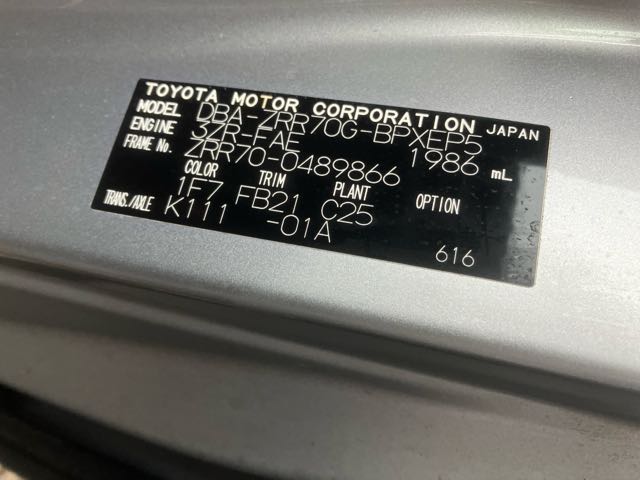 TOYOTA MOTOR CORPORATION JAPAN
MODEL DBA-ZRR70G-BPXEP5
ENGINE 3ZR-FAE 1986 mL
FRAME No. ZRR70-0489866
COLOR TRIM PLANT OPTION
1F7 FB21 C25
TRANS./AXLE K111 -01A
616